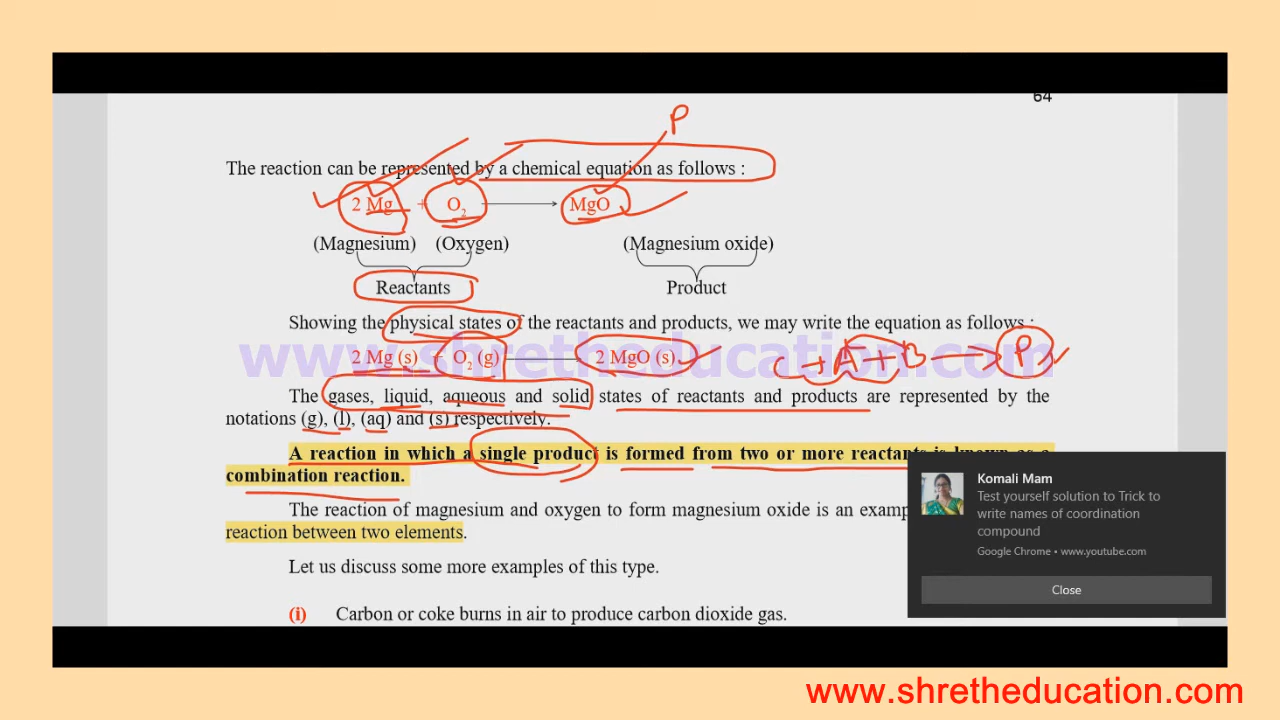 64
P
The reaction can be represented by a chemical equation as follows :
2 Mg + O2 → MgO
(Magnesium) (Oxygen) (Magnesium oxide)
Reactants Product
Showing the physical states of the reactants and products, we may write the equation as follows :
www.shretheducation.com
2 Mg (s) + O2 (g) 2 MgO (s) C + A + B → P
The gases, liquid, aqueous and solid states of reactants and products are represented by the
notations (g), (l), (aq) and (s) respectively.
A reaction in which a single product is formed from two or more reactants is known as a
combination reaction.
The reaction of magnesium and oxygen to form magnesium oxide is an examp
reaction between two elements.
Let us discuss some more examples of this type.
(i) Carbon or coke burns in air to produce carbon dioxide gas.
Komali Mam
Test yourself solution to Trick to
write names of coordination
compound
Google Chrome • www.youtube.com
Close
www.shretheducation.com